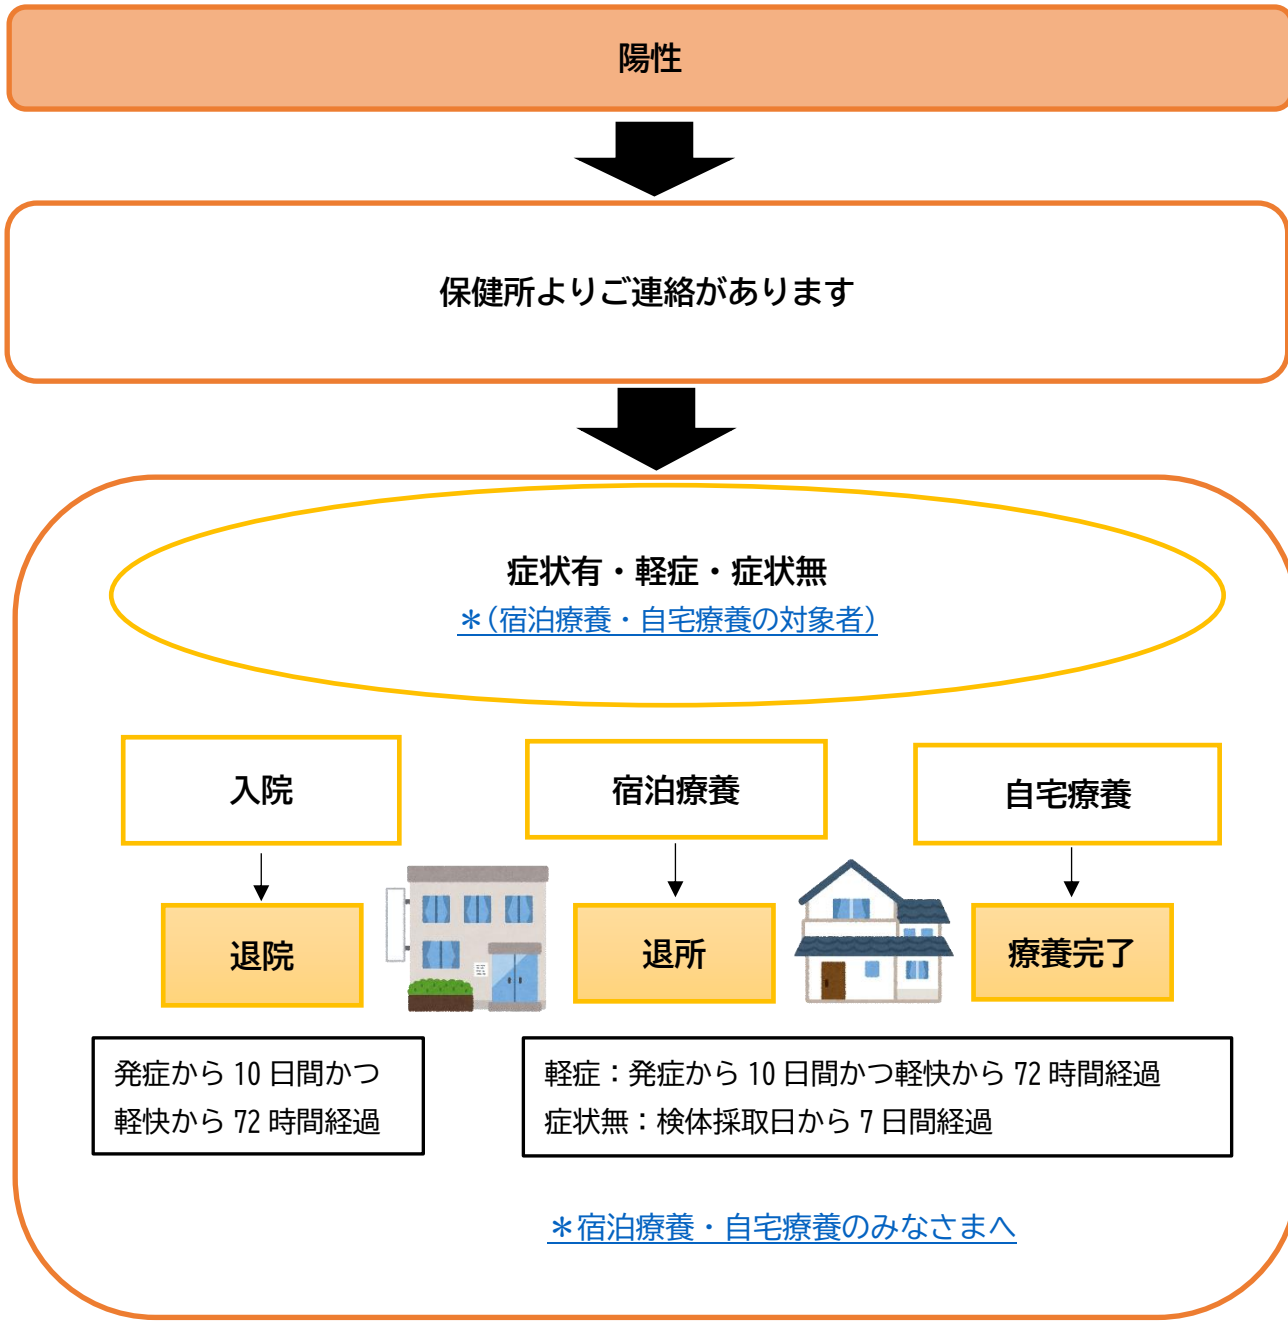 陽性
保健所よりご連絡があります
症状有・軽症・症状無
＊(宿泊療養・自宅療養の対象者)
入院
宿泊療養
自宅療養
退院
退所
療養完了
発症から 10 日間かつ
軽快から 72 時間経過
軽症：発症から 10 日間かつ軽快から 72 時間経過
症状無：検体採取日から 7 日間経過
＊宿泊療養・自宅療養のみなさまへ